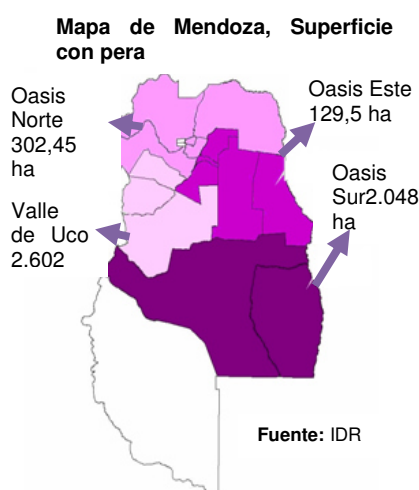 Mapa de Mendoza, Superficie
con pera
Oasis
Norte
302,45
ha
Oasis Este
129,5 ha
Oasis
Sur2.048
ha
Valle
de Uco
2.602
Fuente: IDR